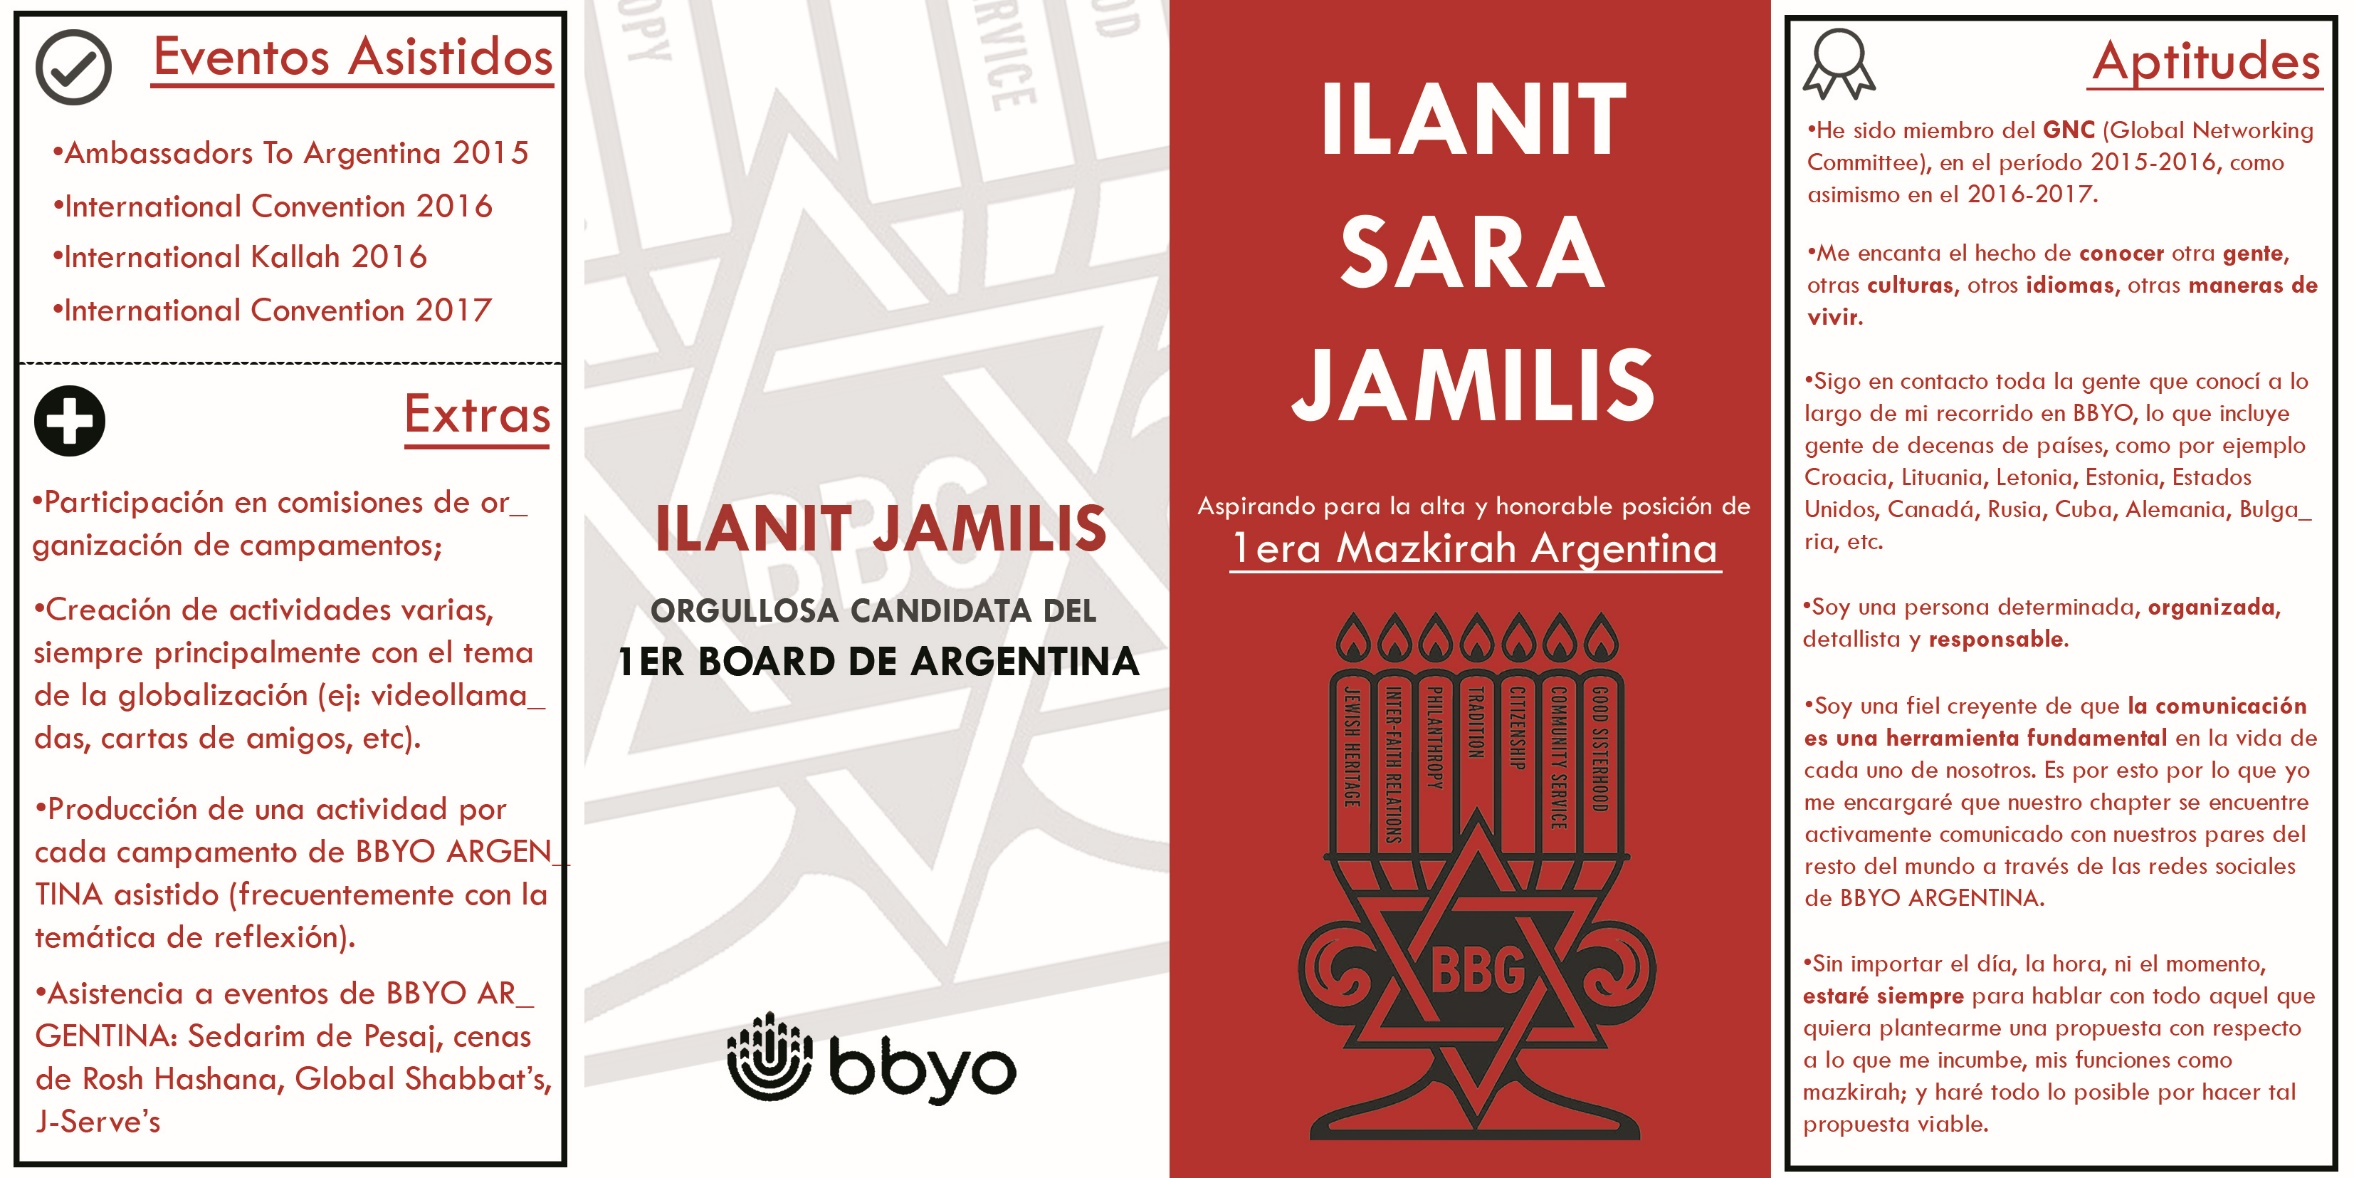 Eventos Asistidos
•Ambassadors To Argentina 2015
•International Convention 2016
•International Kallah 2016
•International Convention 2017
Extras
•Participación en comisiones de or_
ganización de campamentos;
•Creación de actividades varias,
siempre principalmente con el tema
de la globalización (ej: videollama_
das, cartas de amigos, etc).
•Producción de una actividad por
cada campamento de BBYO ARGEN_
TINA asistido (frecuentemente con la
temática de reflexión).
•Asistencia a eventos de BBYO AR_
GENTINA: Sedarim de Pesaj, cenas
de Rosh Hashana, Global Shabbat's,
J-Serve's
OPY
RVICE
OD
BBG
ILANIT JAMILIS
ORGULLOSA CANDIDATA DEL
1ER BOARD DE ARGENTINA
bbyo
ILANIT
SARA
JAMILIS
Aspirando para la alta y honorable posición de
1era Mazkirah Argentina
JEWISH HERITAGE
INTER-FAITH RELATIONS
PHILANTHROPY
TRADITION
CITIZENSHIP
COMMUNITY SERVICE
GOOD SISTERHOOD
BBG
Aptitudes
•He sido miembro del GNC (Global Networking
Committee), en el período 2015-2016, como
asimismo en el 2016-2017.
•Me encanta el hecho de conocer otra gente,
otras culturas, otros idiomas, otras maneras de
vivir.
•Sigo en contacto toda la gente que conocí a lo
largo de mi recorrido en BBYO, lo que incluye
gente de decenas de países, como por ejemplo
Croacia, Lituania, Letonia, Estonia, Estados
Unidos, Canadá, Rusia, Cuba, Alemania, Bulga_
ria, etc.
•Soy una persona determinada, organizada,
detallista y responsable.
•Soy una fiel creyente de que la comunicación
es una herramienta fundamental en la vida de
cada uno de nosotros. Es por esto por lo que yo
me encargaré que nuestro chapter se encuentre
activamente comunicado con nuestros pares del
resto del mundo a través de las redes sociales
de BBYO ARGENTINA.
•Sin importar el día, la hora, ni el momento,
estaré siempre para hablar con todo aquel que
quiera plantearme una propuesta con respecto
a lo que me incumbe, mis funciones como
mazkirah; y haré todo lo posible por hacer tal
propuesta viable.